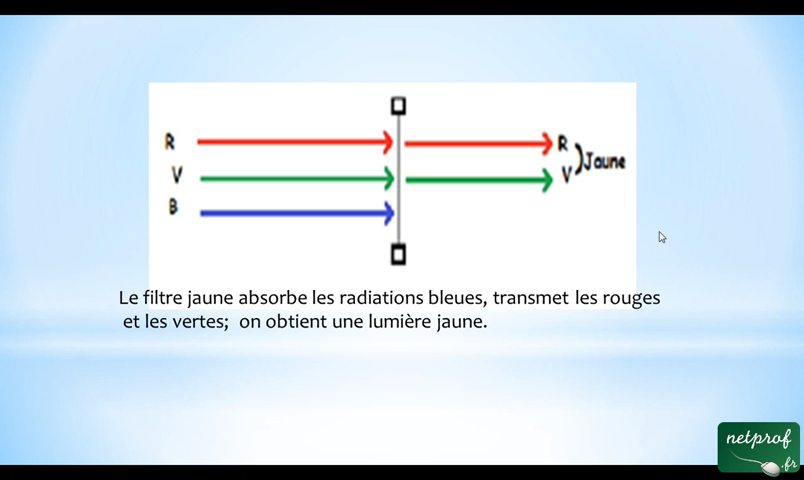 R
V
B
R
V
Jaune
Le filtre jaune absorbe les radiations bleues, transmet les rouges
et les vertes; on obtient une lumière jaune.
netprof
.fr